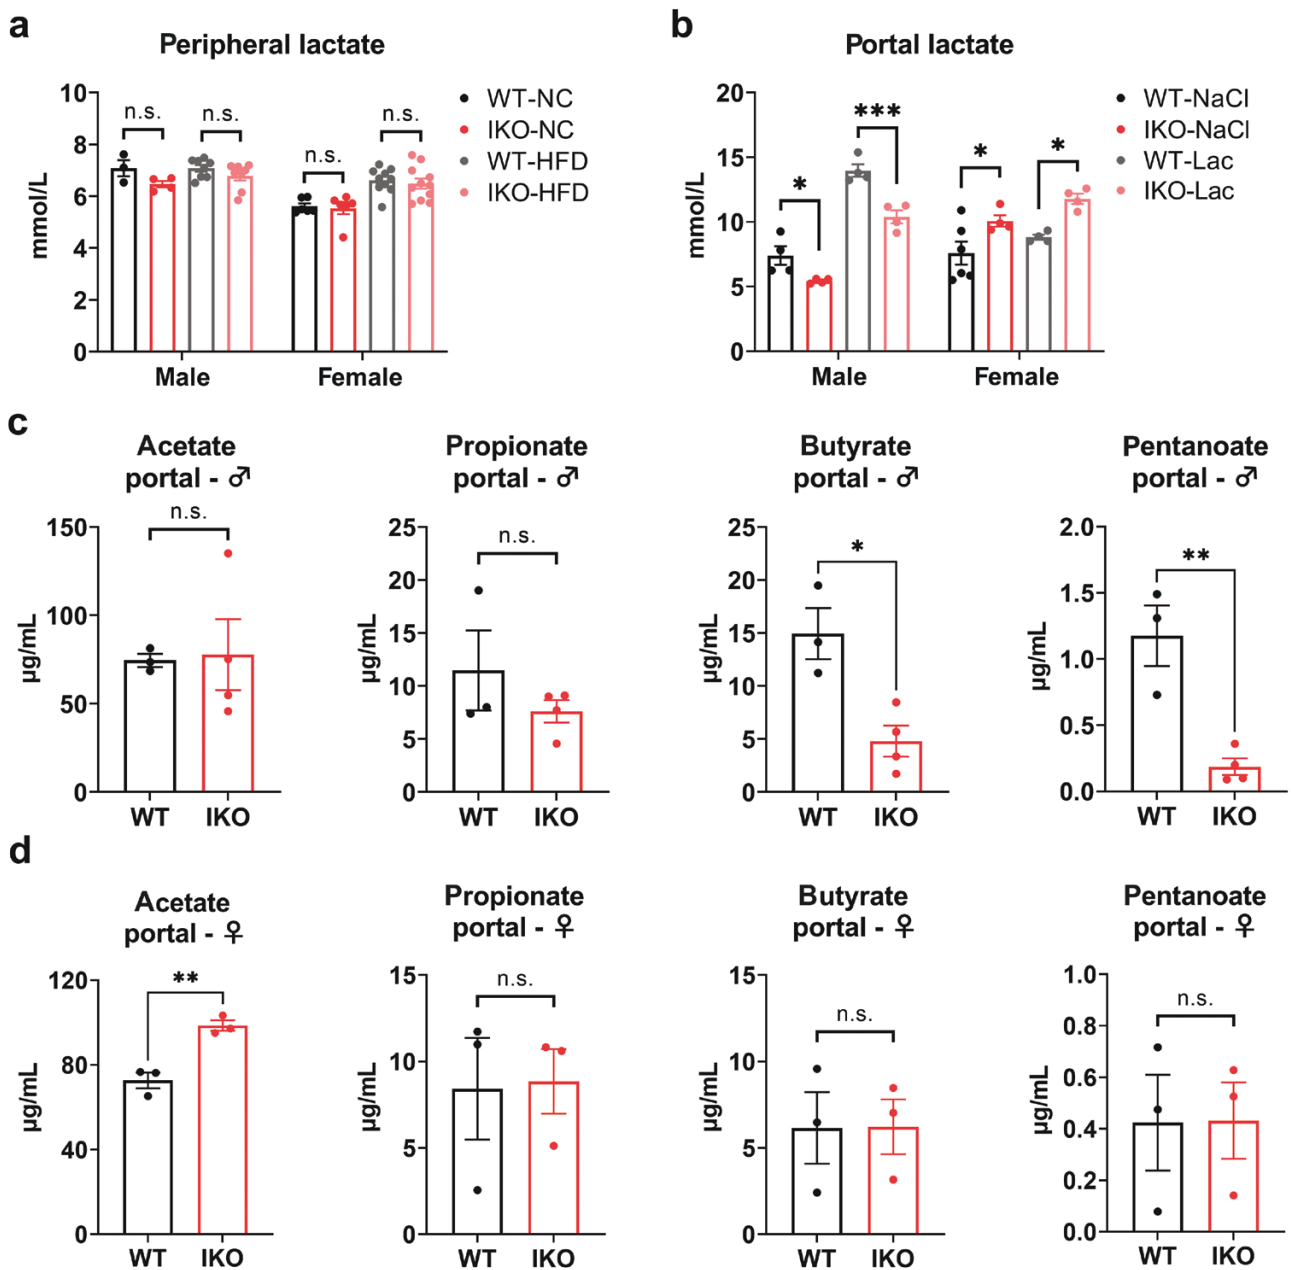 a
Peripheral lactate
10
8
6
4
2
0
mmol/L
n.s.
n.s.
n.s.
n.s.
Male
Female
WT-NC
IKO-NC
WT-HFD
IKO-HFD
b
Portal lactate
20
15
10
5
0
mmol/L
*
***
*
*
Male
Female
WT-NaCl
IKO-NaCl
WT-Lac
IKO-Lac
c
Acetate
portal - ♂
150
100
50
0
µg/mL
n.s.
WT IKO
Propionate
portal - ♂
25
20
15
10
5
0
µg/mL
n.s.
WT IKO
Butyrate
portal - ♂
25
20
15
10
5
0
µg/mL
*
WT IKO
Pentanoate
portal - ♂
2.0
1.5
1.0
0.5
0.0
µg/mL
**
WT IKO
d
Acetate
portal - ♀
120
80
40
0
µg/mL
**
WT IKO
Propionate
portal - ♀
15
10
5
0
µg/mL
n.s.
WT IKO
Butyrate
portal - ♀
15
10
5
0
µg/mL
n.s.
WT IKO
Pentanoate
portal - ♀
1.0
0.8
0.6
0.4
0.2
0.0
µg/mL
n.s.
WT IKO